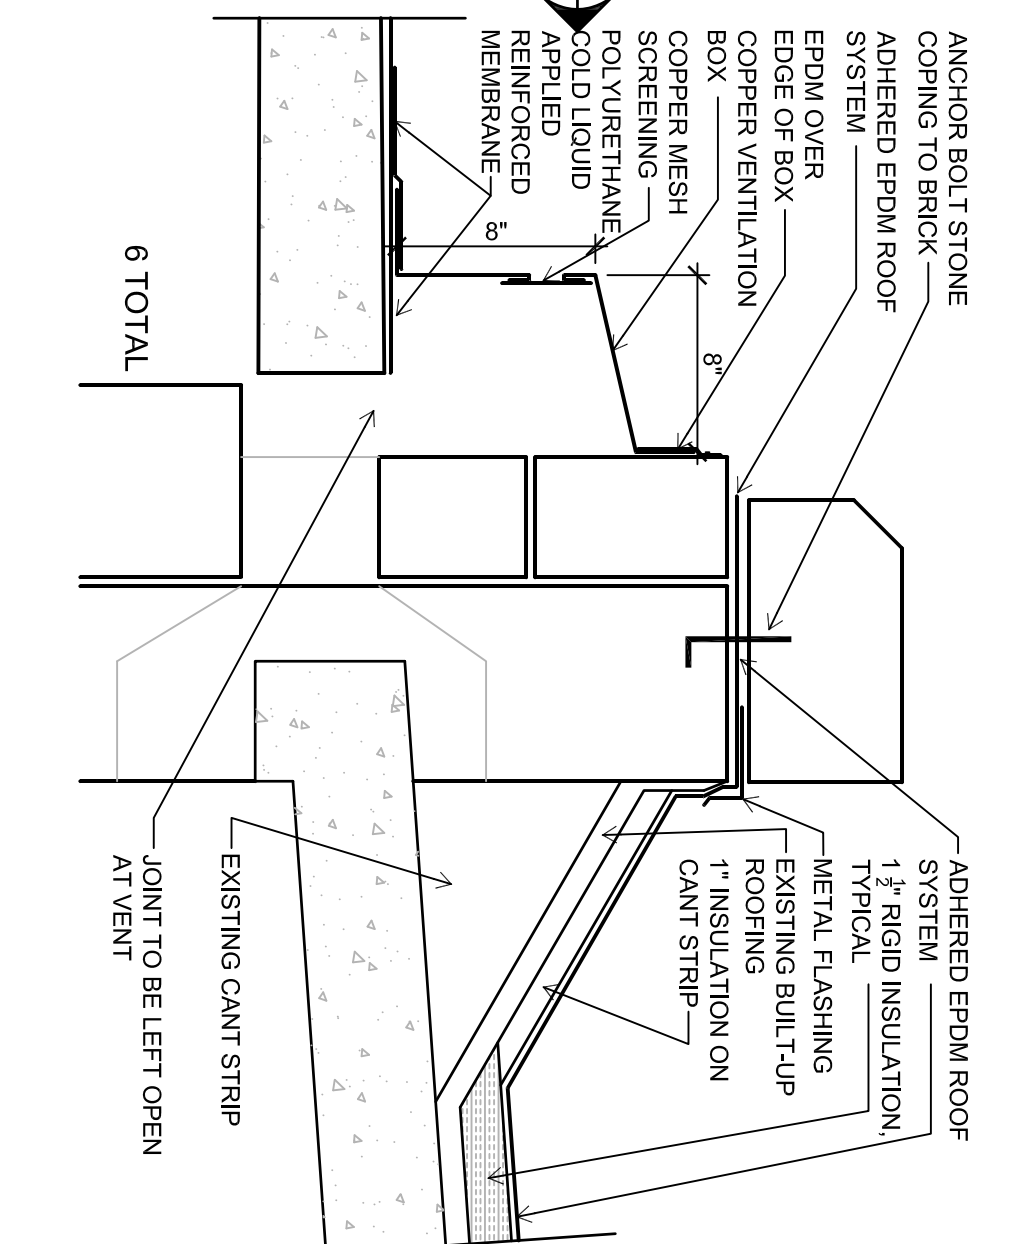 ANCHOR BOLT STONE
COPING TO BRICK
ADHERED EPDM ROOF
SYSTEM
EPDM OVER
EDGE OF BOX
COPPER VENTILATION
BOX
COPPER MESH
SCREENING
POLYURETHANE
COLD LIQUID
APPLIED
REINFORCED
MEMBRANE
8"
8"
6 TOTAL
ADHERED EPDM ROOF
SYSTEM
1 1/2" RIGID INSULATION,
TYPICAL
METAL FLASHING
EXISTING BUILT-UP
ROOFING
1" INSULATION ON
CANT STRIP
EXISTING CANT STRIP
JOINT TO BE LEFT OPEN
AT VENT